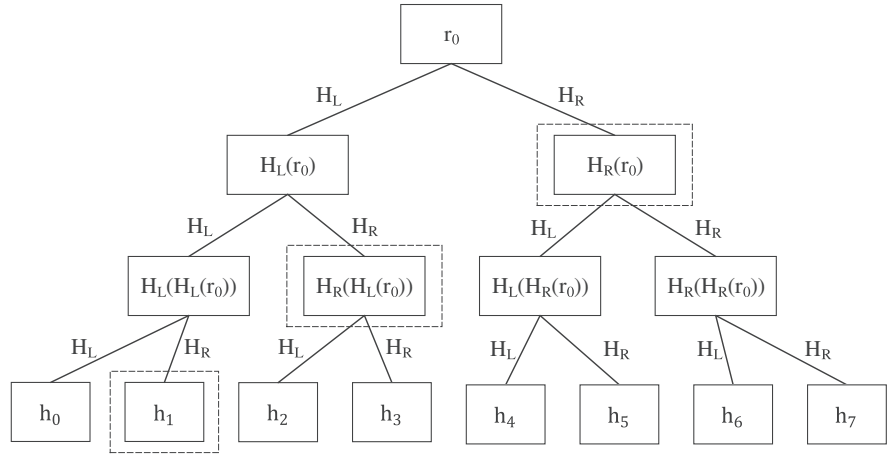 r₀
H_L H_R
H_L(r₀) H_R(r₀)
H_L H_R H_L H_R
H_L(H_L(r₀)) H_R(H_L(r₀)) H_L(H_R(r₀)) H_R(H_R(r₀))
H_L H_R H_L H_R H_L H_R H_L H_R
h₀ h₁ h₂ h₃ h₄ h₅ h₆ h₇